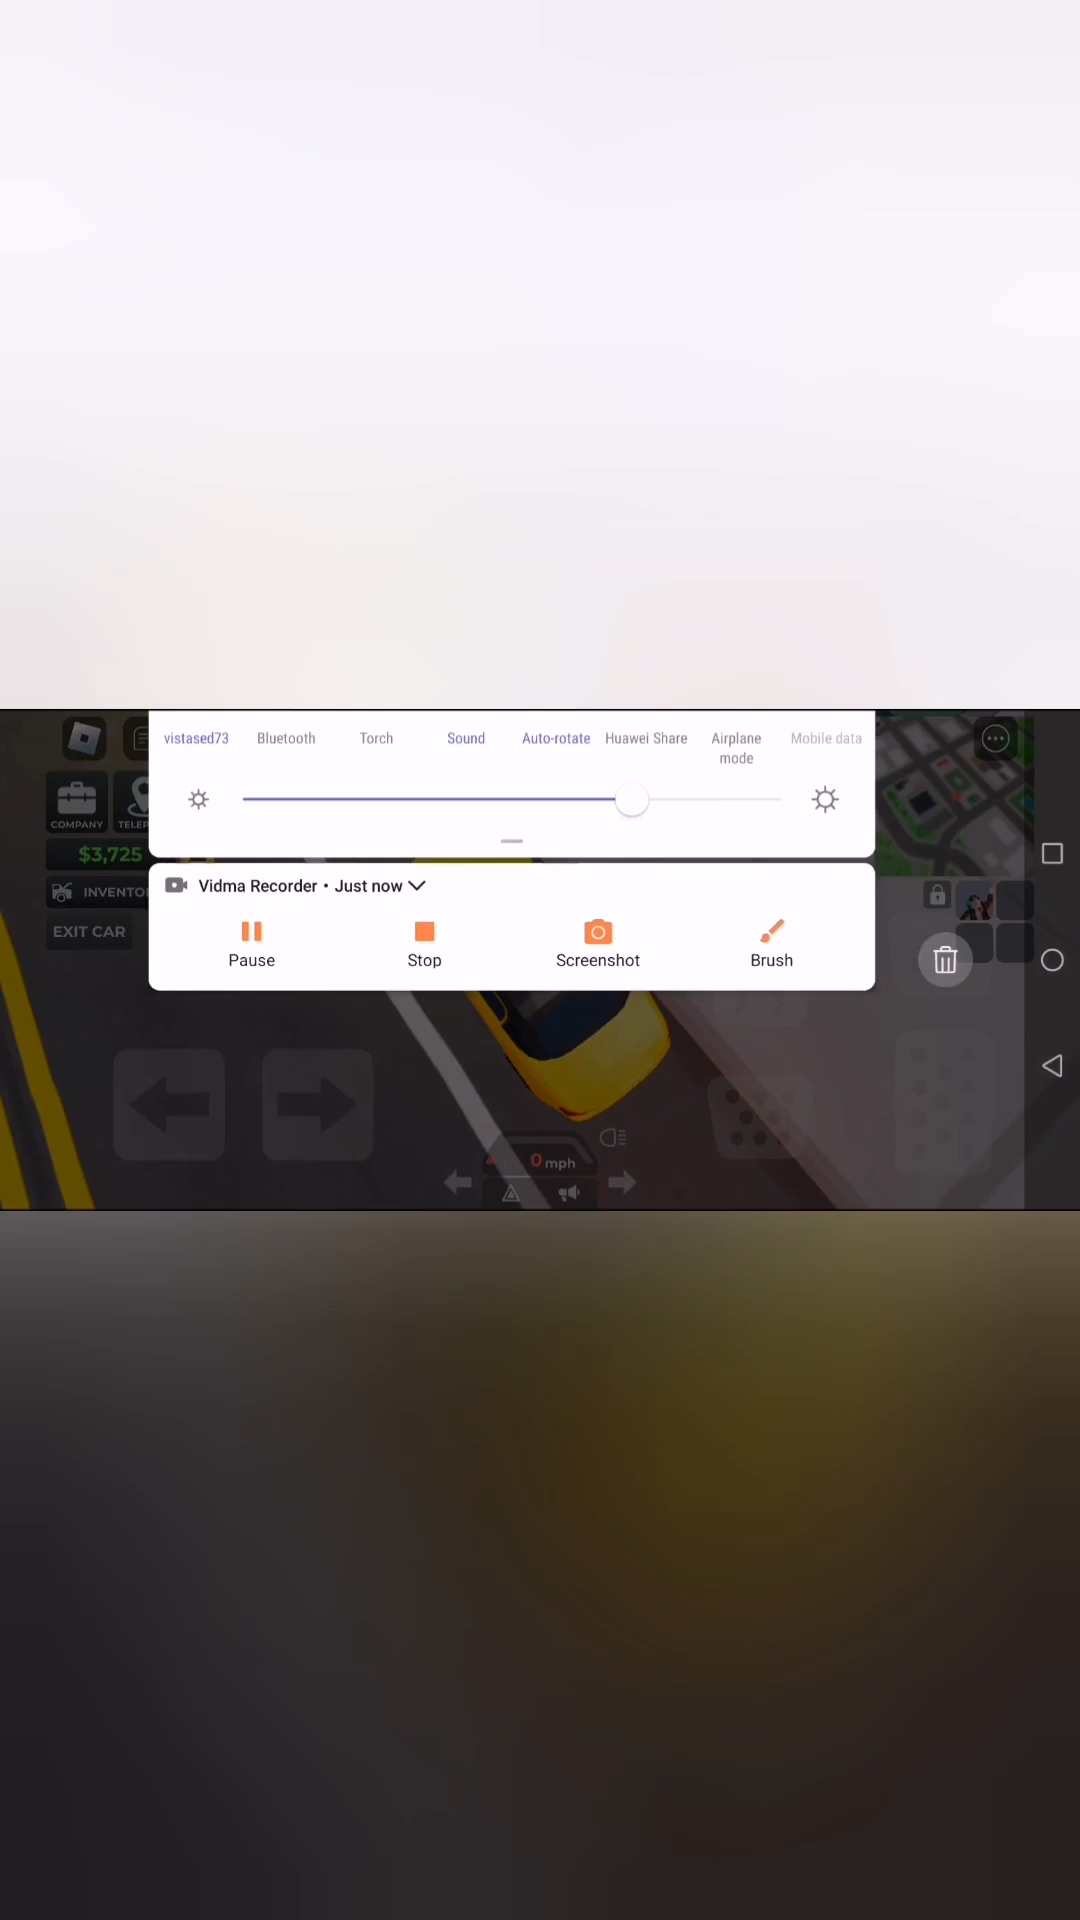 vistased73 Bluetooth Torch Sound Auto-rotate Huawei Share Airplane mode Mobile data
COMPANY
$3,725
EXIT CAR
Vidma Recorder • Just now
Pause Stop Screenshot Brush
0 mph